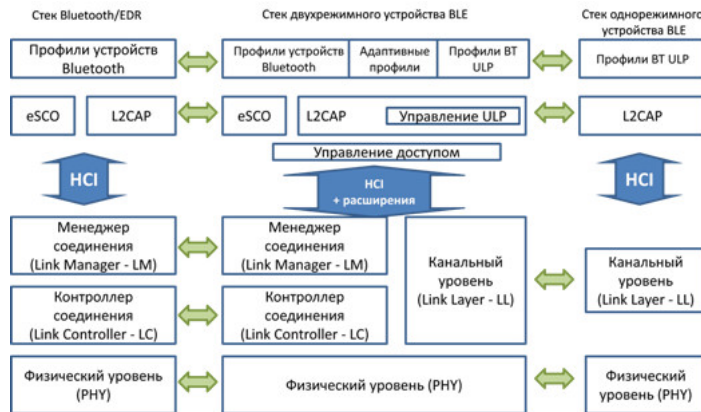 Стек Bluetooth/EDR
Стек двухрежимного устройства BLE
Стек однорежимного
устройства BLE
Профили устройств
Bluetooth
Профили устройств
Bluetooth
Адаптивные
профили
Профили BT
ULP
Профили BT ULP
eSCO
L2CAP
eSCO
L2CAP
Управление ULP
L2CAP
Управление доступом
HCI
HCI
+ расширения
HCI
Менеджер
соединения
(Link Manager - LM)
Менеджер
соединения
(Link Manager - LM)
Канальный
уровень
(Link Layer - LL)
Канальный
уровень
(Link Layer - LL)
Контроллер
соединения
(Link Controller - LC)
Контроллер
соединения
(Link Controller - LC)
Физический уровень
(PHY)
Физический уровень (PHY)
Физический
уровень (PHY)